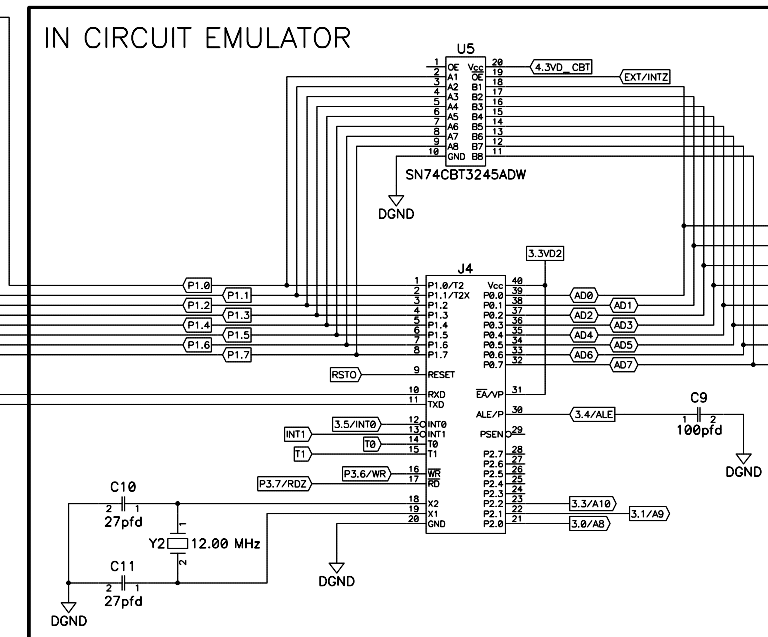 IN CIRCUIT EMULATOR
U5
1 OE Vcc 20 4.3VD_CBT
2 A1 OE 19 EXT/INTZ
3 A2 B1 18
4 A3 B2 17
5 A4 B3 16
6 A5 B4 15
7 A6 B5 14
8 A7 B6 13
9 A8 B7 12
10 GND B8 11
SN74CBT3245ADW
DGND
3.3VD2
J4
P1.0 1 P1.0/T2 Vcc 40
P1.1 2 P1.1/T2X P0.0 39 AD0
P1.2 3 P1.2 P0.1 38 AD1
P1.3 4 P1.3 P0.2 37 AD2
P1.4 5 P1.4 P0.3 36 AD3
P1.5 6 P1.5 P0.4 35 AD4
P1.6 7 P1.6 P0.5 34 AD5
P1.7 8 P1.7 P0.6 33 AD6
P0.7 32 AD7
RST0 9 RESET
10 RXD EA/VP 31
11 TXD
C9
ALE/P 30 3.4/ALE 1 2
100pfd
DGND
3.5/INT0 12 INT0
INT1 13 INT1 PSEN 29
T0 14 T0
T1 15 T1 P2.7 28
P2.6 27
P3.6/WR 16 WR P2.5 26
P3.7/RDZ 17 RD P2.4 25
P2.3 24
18 X2 P2.2 23 3.3/A10
19 X1 P2.1 22 3.1/A9
20 GND P2.0 21 3.0/A8
DGND
C10
2 1
27pfd
1
Y2 12.00 MHz
2
C11
2 1
27pfd
DGND